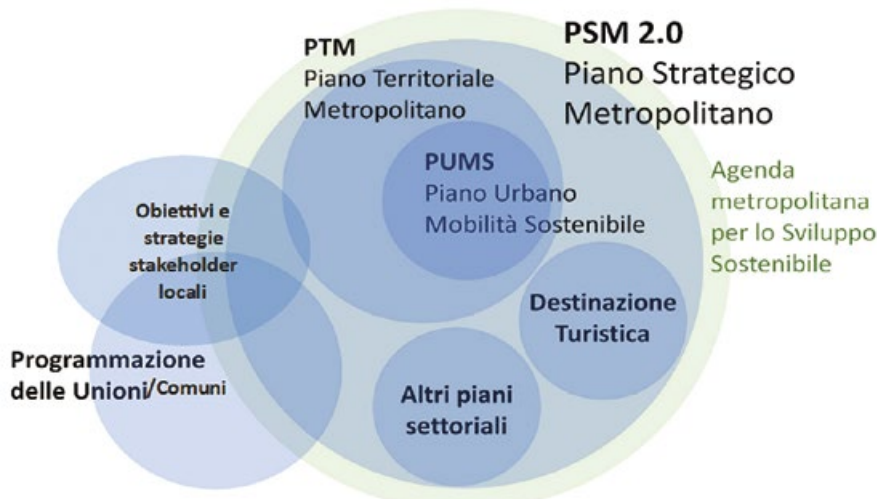 PTM
Piano Territoriale
Metropolitano
PSM 2.0
Piano Strategico
Metropolitano
PUMS
Piano Urbano
Mobilità Sostenibile
Agenda
metropolitana
per lo Sviluppo
Sostenibile
Obiettivi e
strategie
stakeholder
locali
Destinazione
Turistica
Programmazione
delle Unioni/Comuni
Altri piani
settoriali